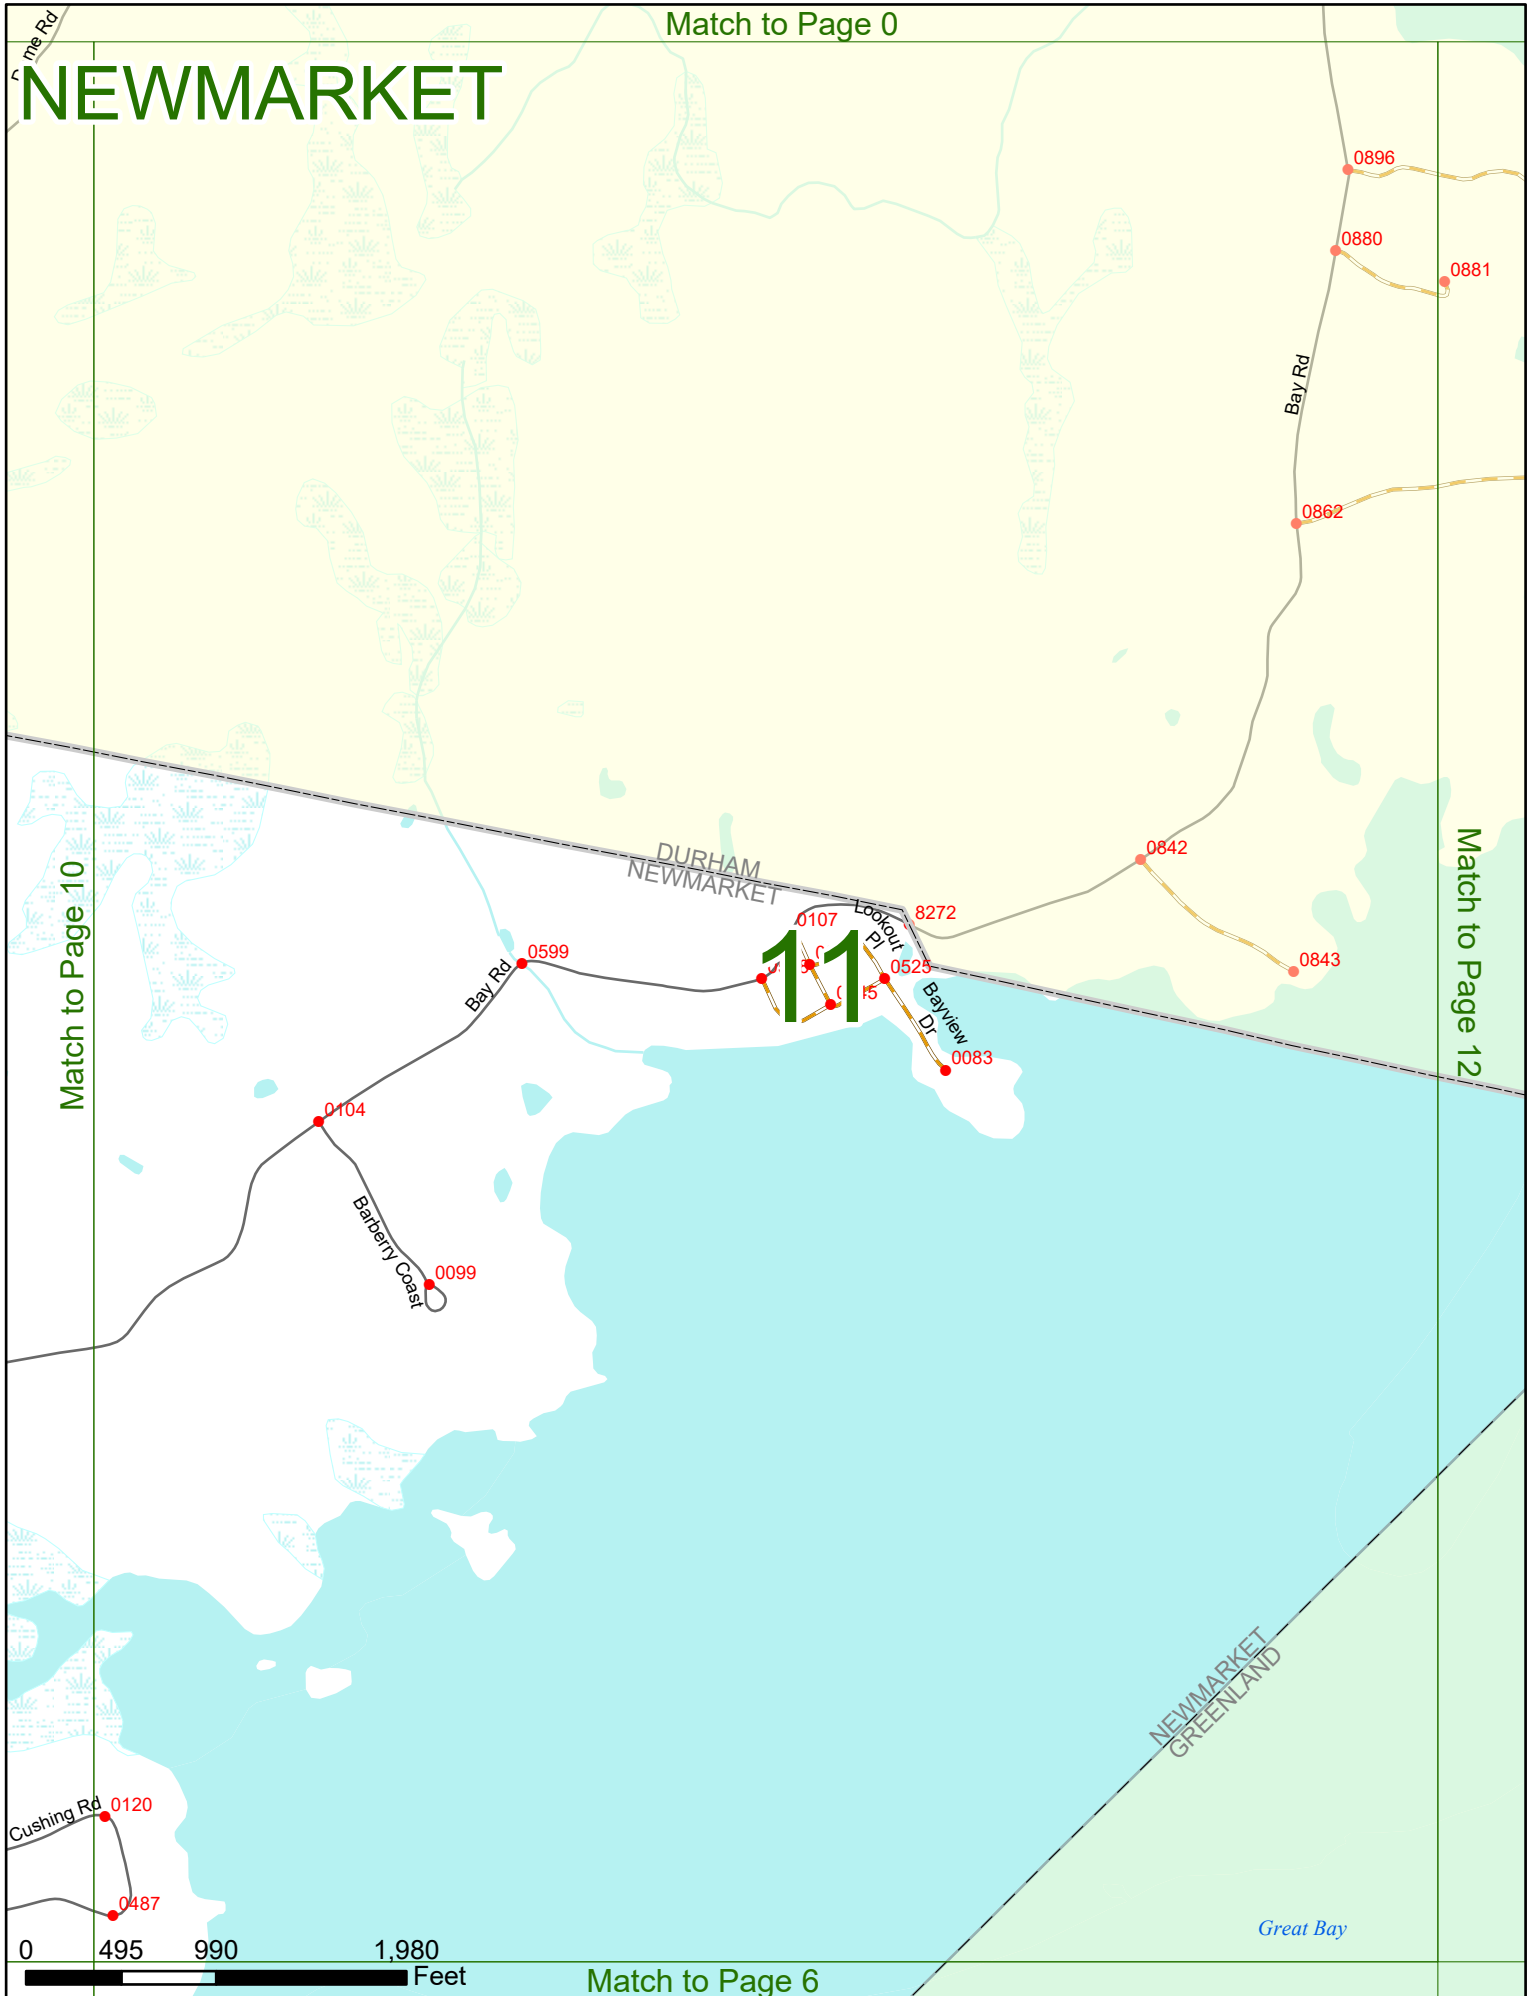 Match to Page 0
NEWMARKET
0896
0880
0881
Bay Rd
0862
DURHAM
NEWMARKET
0842
Match to Page 10
Match to Page 12
8272
0107
Lookout
Pl
0599
0843
0525
11
Bay Rd
Bayview
Dr
0083
0104
Barberry Coast
0099
NEWMARKET
GREENLAND
Cushing Rd
0120
0487
Great Bay
0 495 990 1,980
Feet
Match to Page 6